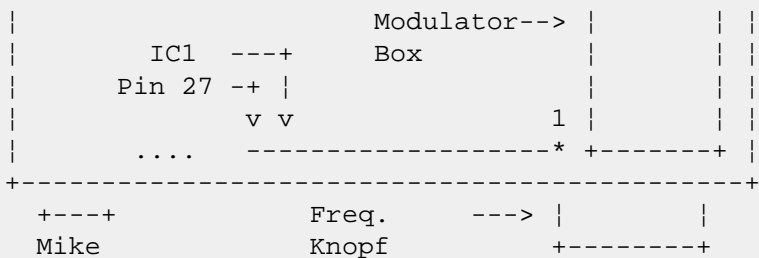 ¦                    Modulator--> ¦       ¦ ¦
¦        IC1  ---+     Box         ¦       ¦ ¦
¦      Pin 27 -+ ¦                 ¦       ¦ ¦
¦              v v               1 ¦       ¦ ¦
¦       ....   ------------------* +-------+ ¦
+--------------------------------------------+
  +---+            Freq.     ---> ¦        ¦
  Mike             Knopf          +--------+